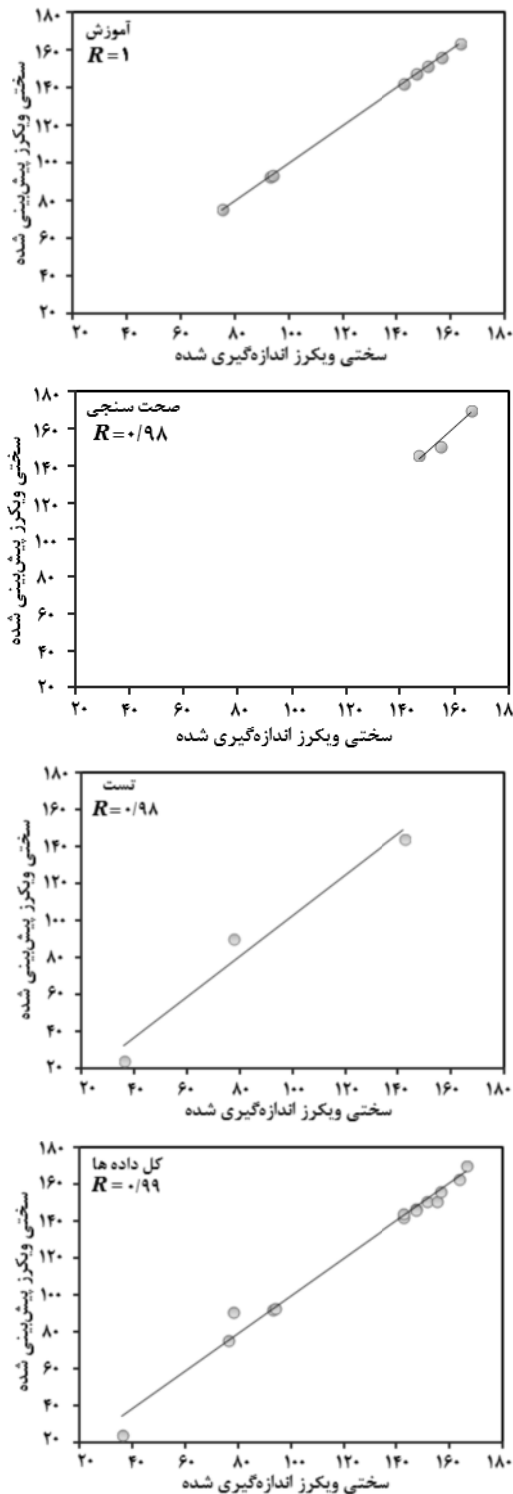 آموزش
R=۱
سختی ویکرز پیش‌بینی شده
۱۸۰
۱۶۰
۱۴۰
۱۲۰
۱۰۰
۸۰
۶۰
۴۰
۲۰
۲۰ ۴۰ ۶۰ ۸۰ ۱۰۰ ۱۲۰ ۱۴۰ ۱۶۰ ۱۸۰
سختی ویکرز اندازه‌گیری شده
صحت سنجی
R=۰/۹۸
سختی ویکرز پیش‌بینی شده
۱۸۰
۱۶۰
۱۴۰
۱۲۰
۱۰۰
۸۰
۶۰
۴۰
۲۰
۲۰ ۴۰ ۶۰ ۸۰ ۱۰۰ ۱۲۰ ۱۴۰ ۱۶۰ ۱۸
سختی ویکرز اندازه‌گیری شده
تست
R=۰/۹۸
سختی ویکرز پیش‌بینی شده
۱۸۰
۱۶۰
۱۴۰
۱۲۰
۱۰۰
۸۰
۶۰
۴۰
۲۰
۲۰ ۴۰ ۶۰ ۸۰ ۱۰۰ ۱۲۰ ۱۴۰ ۱۶۰ ۱۸۰
سختی ویکرز اندازه‌گیری شده
کل داده ها
R=۰/۹۹
سختی ویکرز پیش‌بینی شده
۱۸۰
۱۶۰
۱۴۰
۱۲۰
۱۰۰
۸۰
۶۰
۴۰
۲۰
۲۰ ۴۰ ۶۰ ۸۰ ۱۰۰ ۱۲۰ ۱۴۰ ۱۶۰ ۱۸۰
سختی ویکرز اندازه‌گیری شده